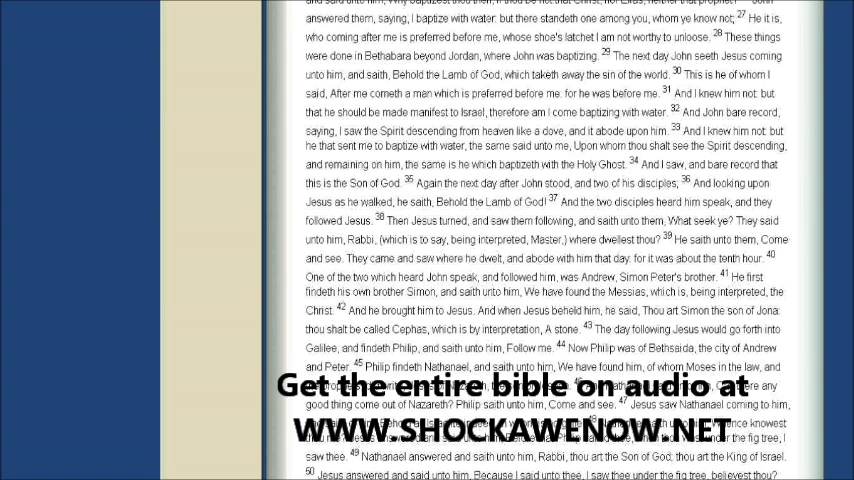 answered them, saying, I baptize with water: but there standeth one among you, whom ye know not; 27 He it is,
who coming after me is preferred before me, whose shoe's latchet I am not worthy to unloose. 28 These things
were done in Bethabara beyond Jordan, where John was baptizing. 29 The next day John seeth Jesus coming
unto him, and saith, Behold the Lamb of God, which taketh away the sin of the world. 30 This is he of whom I
said, After me cometh a man which is preferred before me: for he was before me. 31 And I knew him not: but
that he should be made manifest to Israel, therefore am I come baptizing with water. 32 And John bare record,
saying, I saw the Spirit descending from heaven like a dove, and it abode upon him. 33 And I knew him not: but
he that sent me to baptize with water, the same said unto me, Upon whom thou shalt see the Spirit descending,
and remaining on him, the same is he which baptizeth with the Holy Ghost. 34 And I saw, and bare record that
this is the Son of God. 35 Again the next day after John stood, and two of his disciples; 36 And looking upon
Jesus as he walked, he saith, Behold the Lamb of God! 37 And the two disciples heard him speak, and they
followed Jesus. 38 Then Jesus turned, and saw them following, and saith unto them, What seek ye? They said
unto him, Rabbi, (which is to say, being interpreted, Master,) where dwellest thou? 39 He saith unto them, Come
and see. They came and saw where he dwelt, and abode with him that day: for it was about the tenth hour. 40
One of the two which heard John speak, and followed him, was Andrew, Simon Peter's brother. 41 He first
findeth his own brother Simon, and saith unto him, We have found the Messias, which is, being interpreted, the
Christ. 42 And he brought him to Jesus. And when Jesus beheld him, he said, Thou art Simon the son of Jona:
thou shalt be called Cephas, which is by interpretation, A stone. 43 The day following Jesus would go forth into
Galilee, and findeth Philip, and saith unto him, Follow me. 44 Now Philip was of Bethsaida, the city of Andrew
and Peter. 45 Philip findeth Nathanael, and saith unto him, We have found him, of whom Moses in the law, and
Get the entire bible on audio at
good thing come out of Nazareth? Philip saith unto him, Come and see. 47 Jesus saw Nathanael coming to him,
WWW.SHOCKAWENOW.NET
saw thee. 49 Nathanael answered and saith unto him, Rabbi, thou art the Son of God; thou art the King of Israel.
50 Jesus answered and said unto him, Because I said unto thee, I saw thee under the fig tree, believest thou?